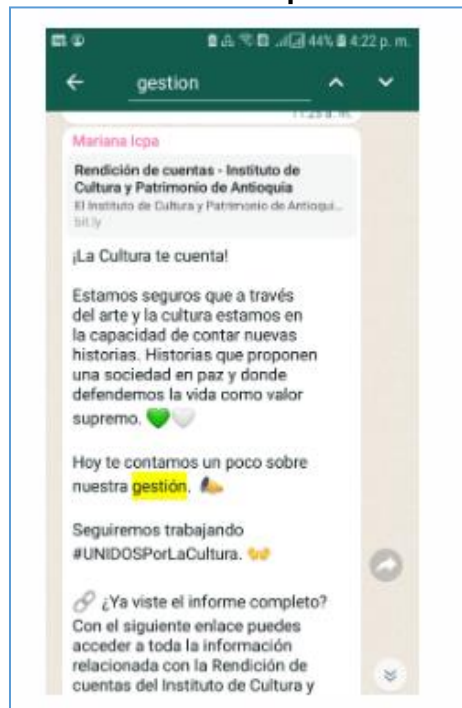 44% 4:22 p. m.
gestion
11:25 a. m.
Mariana Icpa
Rendición de cuentas - Instituto de
Cultura y Patrimonio de Antioquia
El Instituto de Cultura y Patrimonio de Antioqui...
bit.ly
¡La Cultura te cuenta!
Estamos seguros que a través
del arte y la cultura estamos en
la capacidad de contar nuevas
historias. Historias que proponen
una sociedad en paz y donde
defendemos la vida como valor
supremo. 💚🤍
Hoy te contamos un poco sobre
nuestra gestión.
Seguiremos trabajando
#UNIDOSPorLaCultura.
🔗 ¿Ya viste el informe completo?
Con el siguiente enlace puedes
acceder a toda la información
relacionada con la Rendición de
cuentas del Instituto de Cultura y